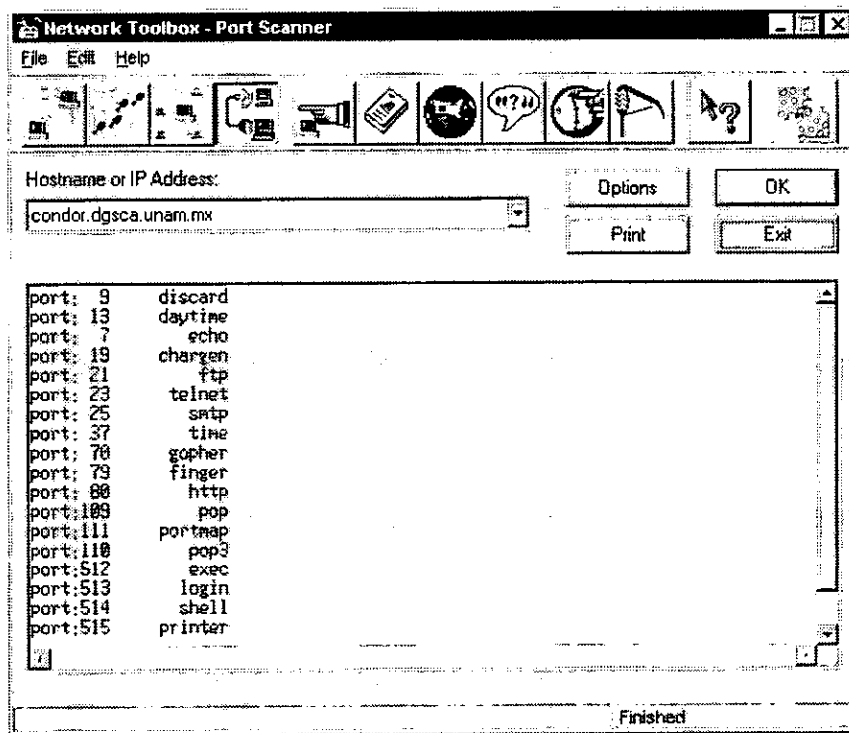 Network Toolbox - Port Scanner
File Edit Help
Hostname or IP Address:
condor.dgsca.unam.mx
Options
OK
Print
Exit
port: 9 discard
port: 13 daytime
port: 7 echo
port: 19 chargen
port: 21 ftp
port: 23 telnet
port: 25 smtp
port: 37 time
port: 70 gopher
port: 79 finger
port: 80 http
port:109 pop
port:111 portmap
port:110 pop3
port:512 exec
port:513 login
port:514 shell
port:515 printer
Finished